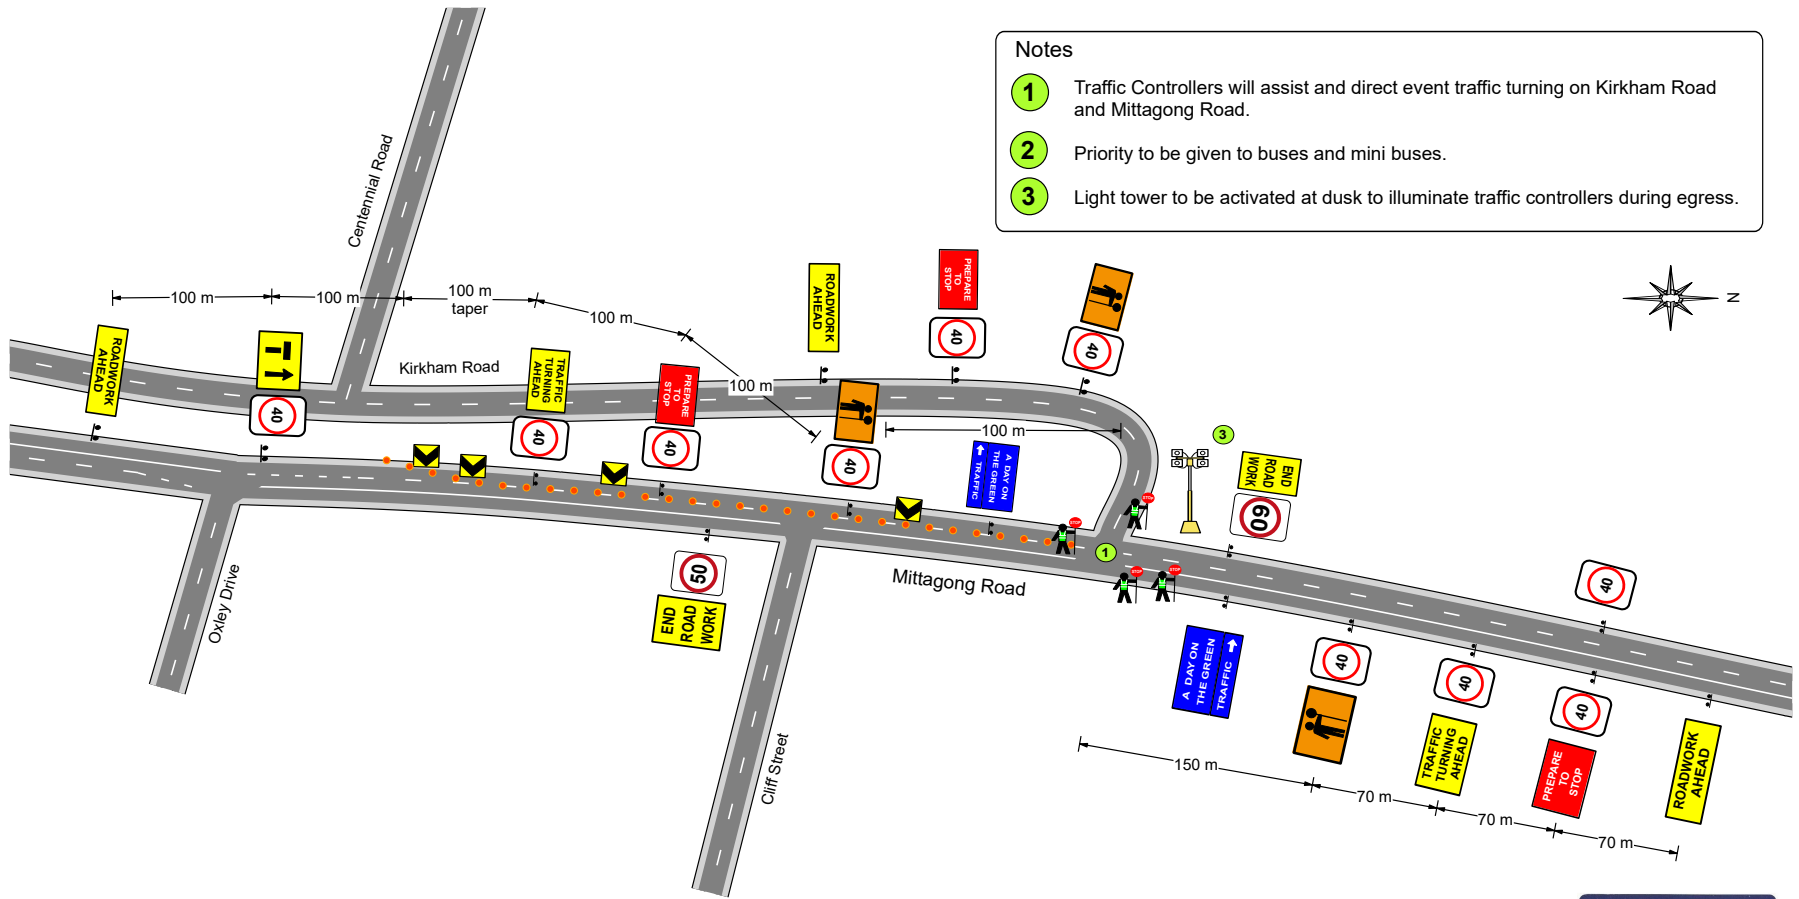 Notes
1
Traffic Controllers will assist and direct event traffic turning on Kirkham Road
and Mittagong Road.
2
Priority to be given to buses and mini buses.
3
Light tower to be activated at dusk to illuminate traffic controllers during egress.
N
Centennial Road
100 m
100 m
100 m
taper
100 m
100 m
100 m
Kirkham Road
ROADWORK
AHEAD
40
TRAFFIC
TURNING
AHEAD
40
PREPARE
TO
STOP
40
40
ROADWORK
AHEAD
PREPARE
TO
STOP
40
40
A DAY ON
THE GREEN
TRAFFIC
3
END
ROAD
WORK
60
STOP
STOP
1
STOP
STOP
Mittagong Road
50
END
ROAD
WORK
Oxley Drive
Cliff Street
A DAY ON
THE GREEN
TRAFFIC
40
40
TRAFFIC
TURNING
AHEAD
40
PREPARE
TO
STOP
40
ROADWORK
AHEAD
150 m
70 m
70 m
70 m